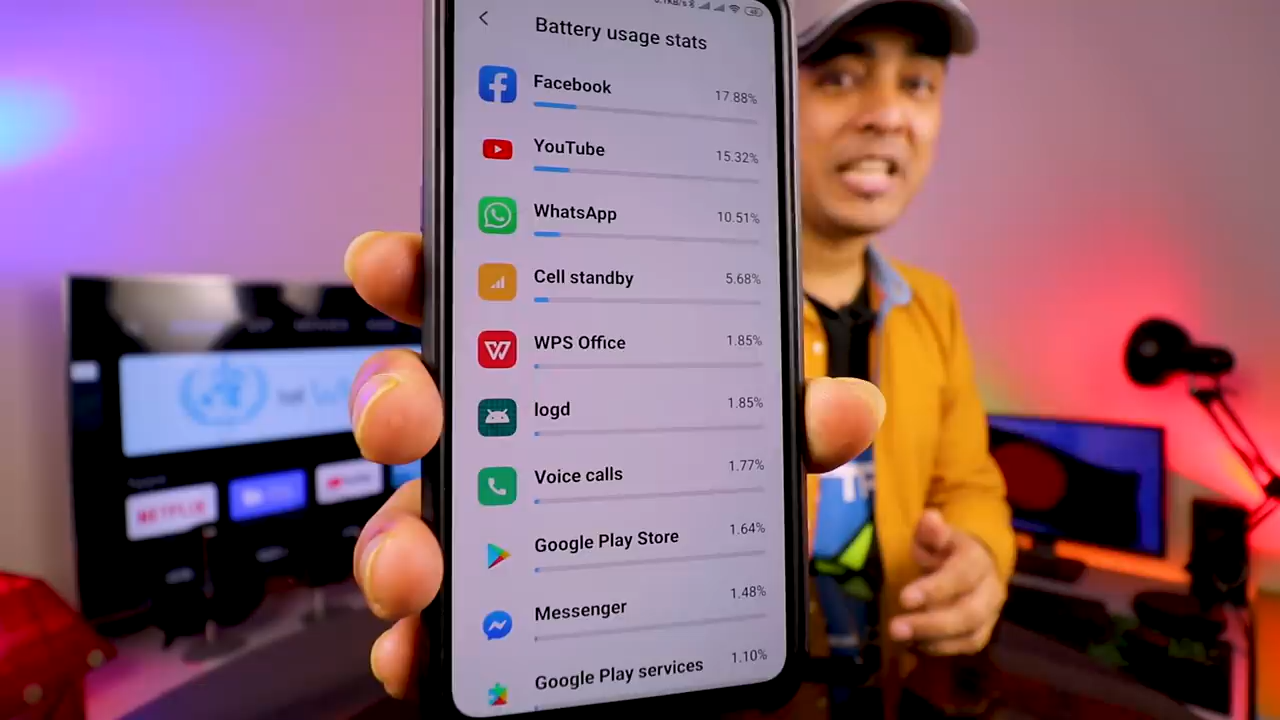 Battery usage stats
Facebook 17.88%
YouTube 15.32%
WhatsApp 10.51%
Cell standby 5.68%
WPS Office 1.85%
logd 1.85%
Voice calls 1.77%
Google Play Store 1.64%
Messenger 1.48%
Google Play services 1.10%
NETFLIX